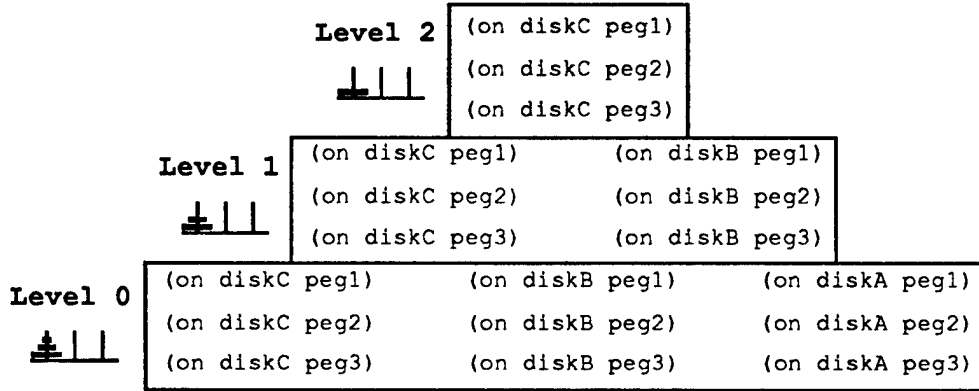 Level 2
(on diskC peg1)
(on diskC peg2)
(on diskC peg3)
Level 1
(on diskC peg1) (on diskB peg1)
(on diskC peg2) (on diskB peg2)
(on diskC peg3) (on diskB peg3)
Level 0
(on diskC peg1) (on diskB peg1) (on diskA peg1)
(on diskC peg2) (on diskB peg2) (on diskA peg2)
(on diskC peg3) (on diskB peg3) (on diskA peg3)